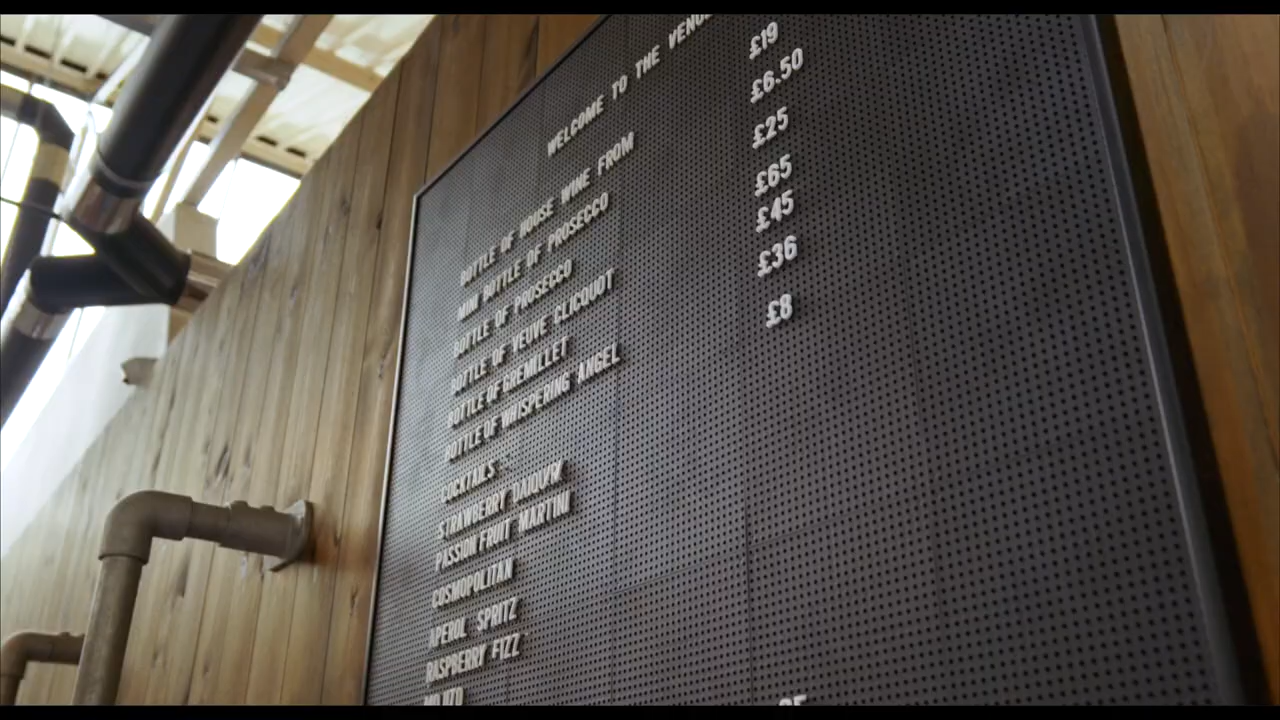 WELCOME TO THE VENUE
BOTTLE OF HOUSE WINE FROM £19
MINI BOTTLE OF PROSECCO £6.50
BOTTLE OF PROSECCO £25
BOTTLE OF VEUVE CLICQUOT £65
BOTTLE OF GREMILLET £45
BOTTLE OF WHISPERING ANGEL £36
COCKTAILS - £8
STRAWBERRY DAIQUIRI
PASSION FRUIT MARTINI
COSMOPOLITAN
APEROL SPRITZ
RASPBERRY FIZZ
MOJITO